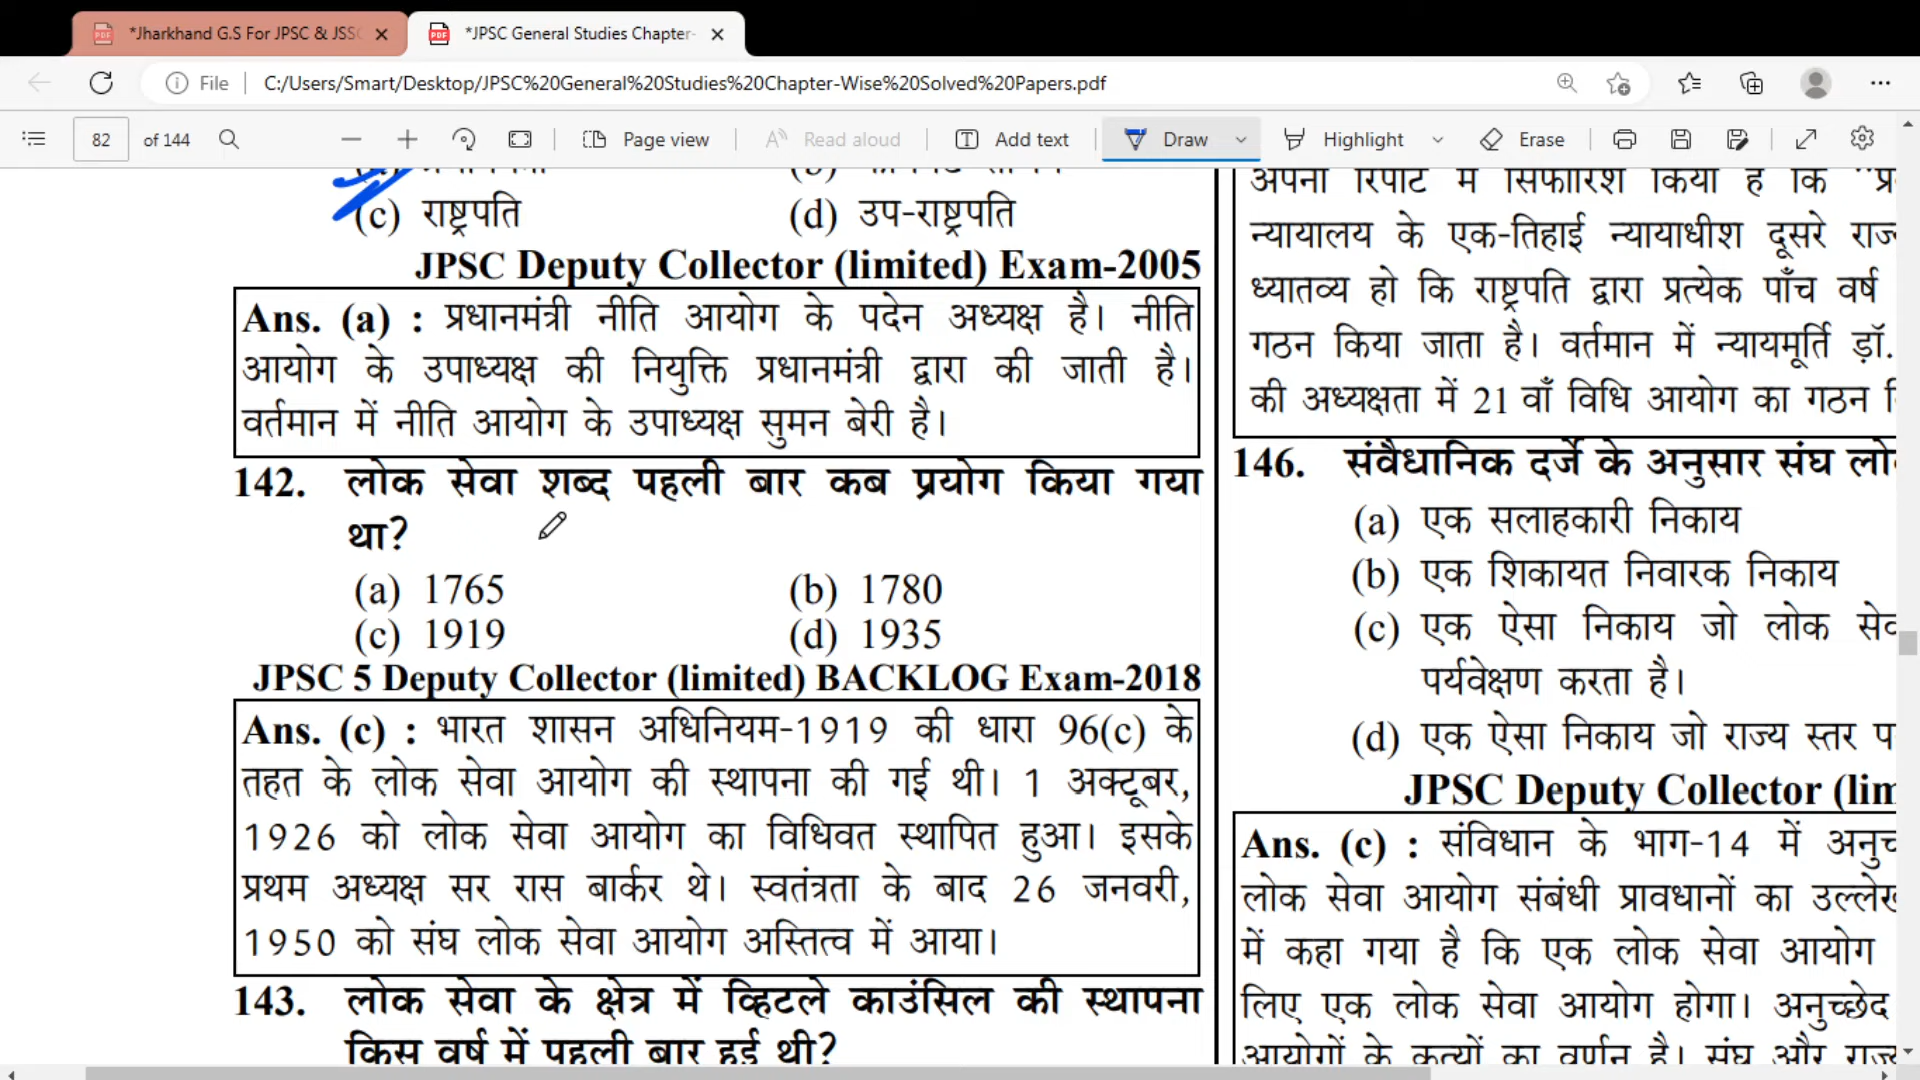 *Jharkhand G.S For JPSC & JSSC
*JPSC General Studies Chapter-
File
C:/Users/Smart/Desktop/JPSC%20General%20Studies%20Chapter-Wise%20Solved%20Papers.pdf
82 of 144 Page view Read aloud Add text Draw Highlight Erase
(c) राष्ट्रपति (d) उप-राष्ट्रपति
JPSC Deputy Collector (limited) Exam-2005
Ans. (a) : प्रधानमंत्री नीति आयोग के पदेन अध्यक्ष है। नीति
आयोग के उपाध्यक्ष की नियुक्ति प्रधानमंत्री द्वारा की जाती है।
वर्तमान में नीति आयोग के उपाध्यक्ष सुमन बेरी है।
142. लोक सेवा शब्द पहली बार कब प्रयोग किया गया
था?
(a) 1765 (b) 1780
(c) 1919 (d) 1935
JPSC 5 Deputy Collector (limited) BACKLOG Exam-2018
Ans. (c) : भारत शासन अधिनियम-1919 की धारा 96(c) के
तहत के लोक सेवा आयोग की स्थापना की गई थी। 1 अक्टूबर,
1926 को लोक सेवा आयोग का विधिवत स्थापित हुआ। इसके
प्रथम अध्यक्ष सर रास बार्कर थे। स्वतंत्रता के बाद 26 जनवरी,
1950 को संघ लोक सेवा आयोग अस्तित्व में आया।
143. लोक सेवा के क्षेत्र में व्हिटले काउंसिल की स्थापना
किस वर्ष में पहली बार हुई थी?
अपनी रिपोर्ट में सिफारिश किया है कि
न्यायालय के एक-तिहाई न्यायाधीश दूसरे
ध्यातव्य हो कि राष्ट्रपति द्वारा प्रत्येक पाँच वर्ष
गठन किया जाता है। वर्तमान में न्यायमूर्ति डॉ.
की अध्यक्षता में 21 वाँ विधि आयोग का गठन
146. संवैधानिक दर्जे के अनुसार संघ
(a) एक सलाहकारी निकाय
(b) एक शिकायत निवारक निकाय
(c) एक ऐसा निकाय जो लोक
पर्यवेक्षण करता है।
(d) एक ऐसा निकाय जो राज्य स्तर
JPSC Deputy Collector (lim
Ans. (c) : संविधान के भाग-14 में
लोक सेवा आयोग संबंधी प्रावधानों का
में कहा गया है कि एक लोक सेवा आयोग
लिए एक लोक सेवा आयोग होगा। अनुच्छेद
आयोगों के कृत्यों का वर्णन है। संघ और